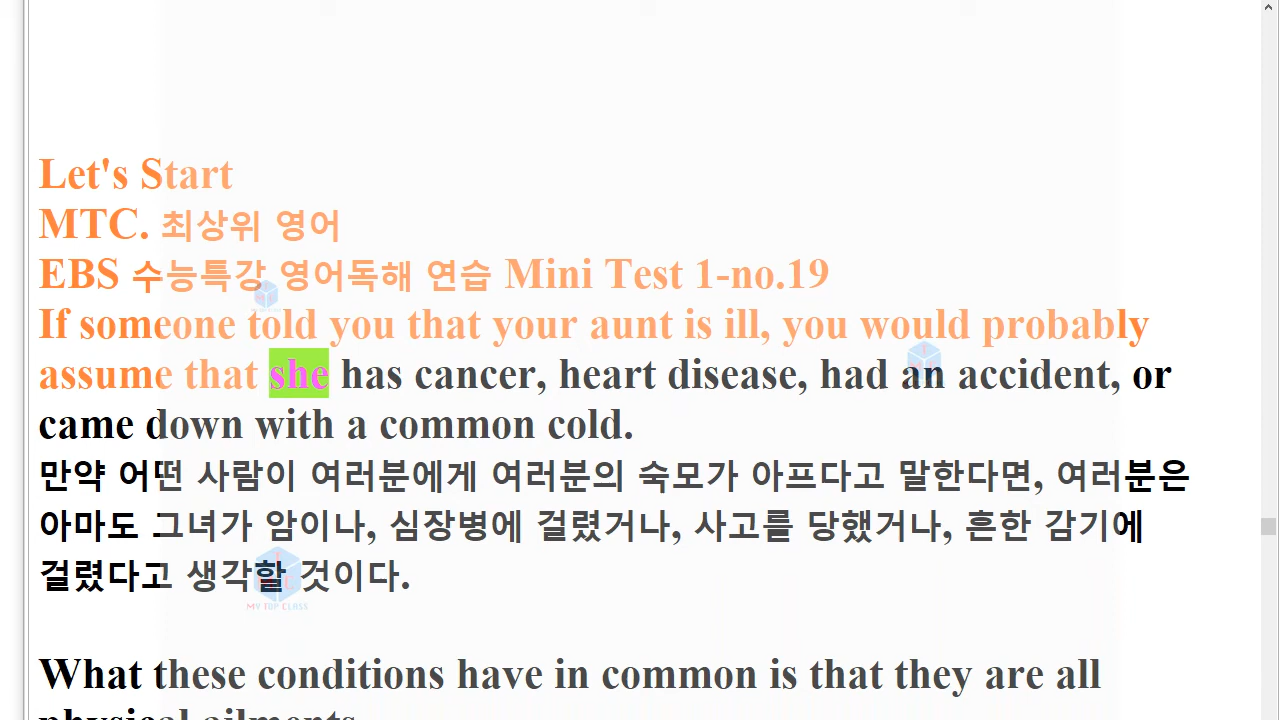 Let's Start
MTC. 최상위 영어
EBS 수능특강 영어독해 연습 Mini Test 1-no.19
If someone told you that your aunt is ill, you would probably
assume that she has cancer, heart disease, had an accident, or
came down with a common cold.
만약 어떤 사람이 여러분에게 여러분의 숙모가 아프다고 말한다면, 여러분은
아마도 그녀가 암이나, 심장병에 걸렸거나, 사고를 당했거나, 흔한 감기에
걸렸다고 생각할 것이다.
MY TOP CLASS
What these conditions have in common is that they are all
physical ailments.